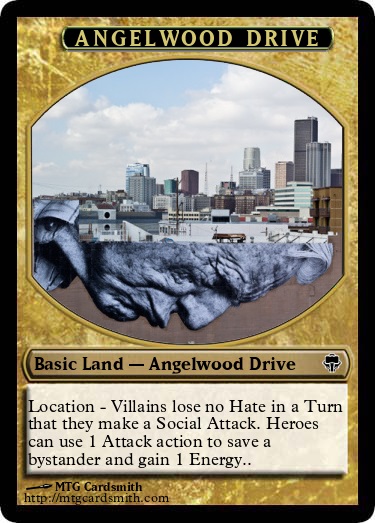 ANGELWOOD DRIVE
Basic Land — Angelwood Drive
Location - Villains lose no Hate in a Turn
that they make a Social Attack. Heroes
can use 1 Attack action to save a
bystander and gain 1 Energy..
MTG Cardsmith
http://mtgcardsmith.com